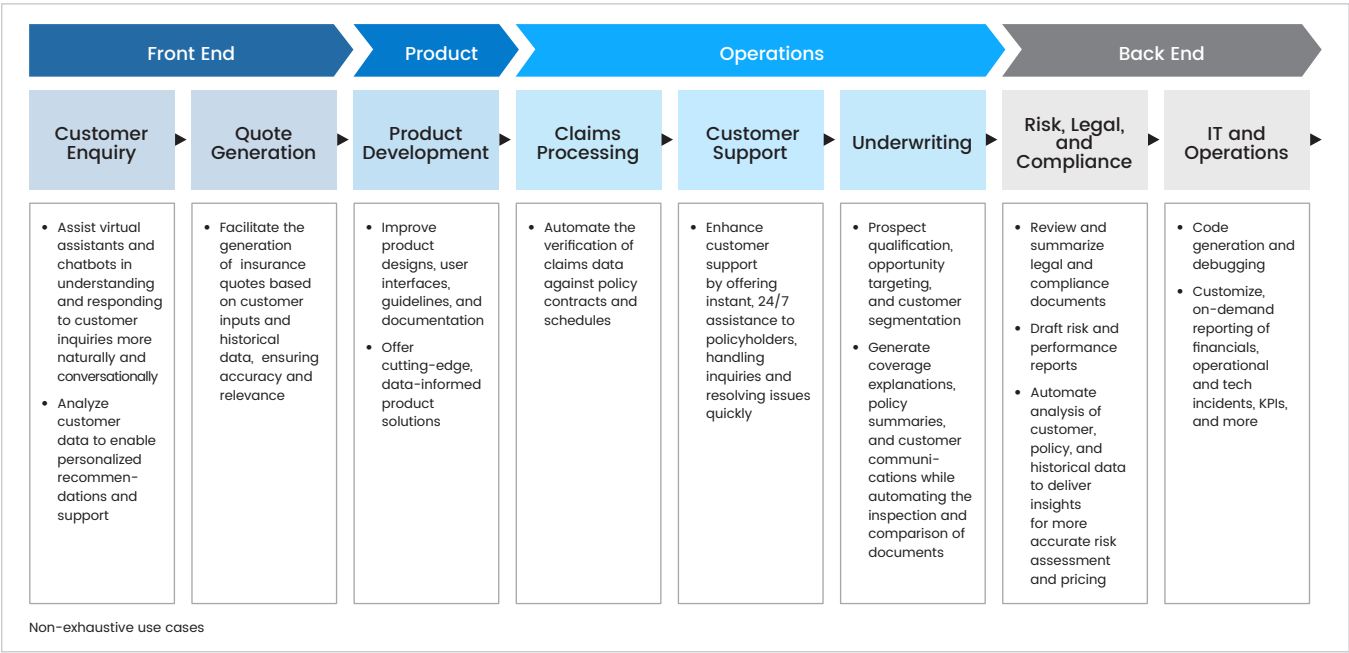 Front End
Product
Operations
Back End
Customer
Enquiry
Quote
Generation
Product
Development
Claims
Processing
Customer
Support
Underwriting
Risk, Legal,
and
Compliance
IT and
Operations
• Assist virtual
assistants and
chatbots in
understanding
and responding
to customer
inquiries more
naturally and
conversationally
• Analyze
customer
data to enable
personalized
recommen-
dations and
support
• Facilitate the
generation
of insurance
quotes based
on customer
inputs and
historical
data, ensuring
accuracy and
relevance
• Improve
product
designs, user
interfaces,
guidelines, and
documentation
• Offer
cutting-edge,
data-informed
product
solutions
• Automate the
verification of
claims data
against policy
contracts and
schedules
• Enhance
customer
support
by offering
instant, 24/7
assistance to
policyholders,
handling
inquiries and
resolving issues
quickly
• Prospect
qualification,
opportunity
targeting,
and customer
segmentation
• Generate
coverage
explanations,
policy
summaries,
and customer
communi-
cations while
automating the
inspection and
comparison of
documents
• Review and
summarize
legal and
compliance
documents
• Draft risk and
performance
reports
• Automate
analysis of
customer,
policy, and
historical data
to deliver
insights
for more
accurate risk
assessment
and pricing
• Code
generation and
debugging
• Customize,
on-demand
reporting of
financials,
operational
and tech
incidents, KPIs,
and more
Non-exhaustive use cases